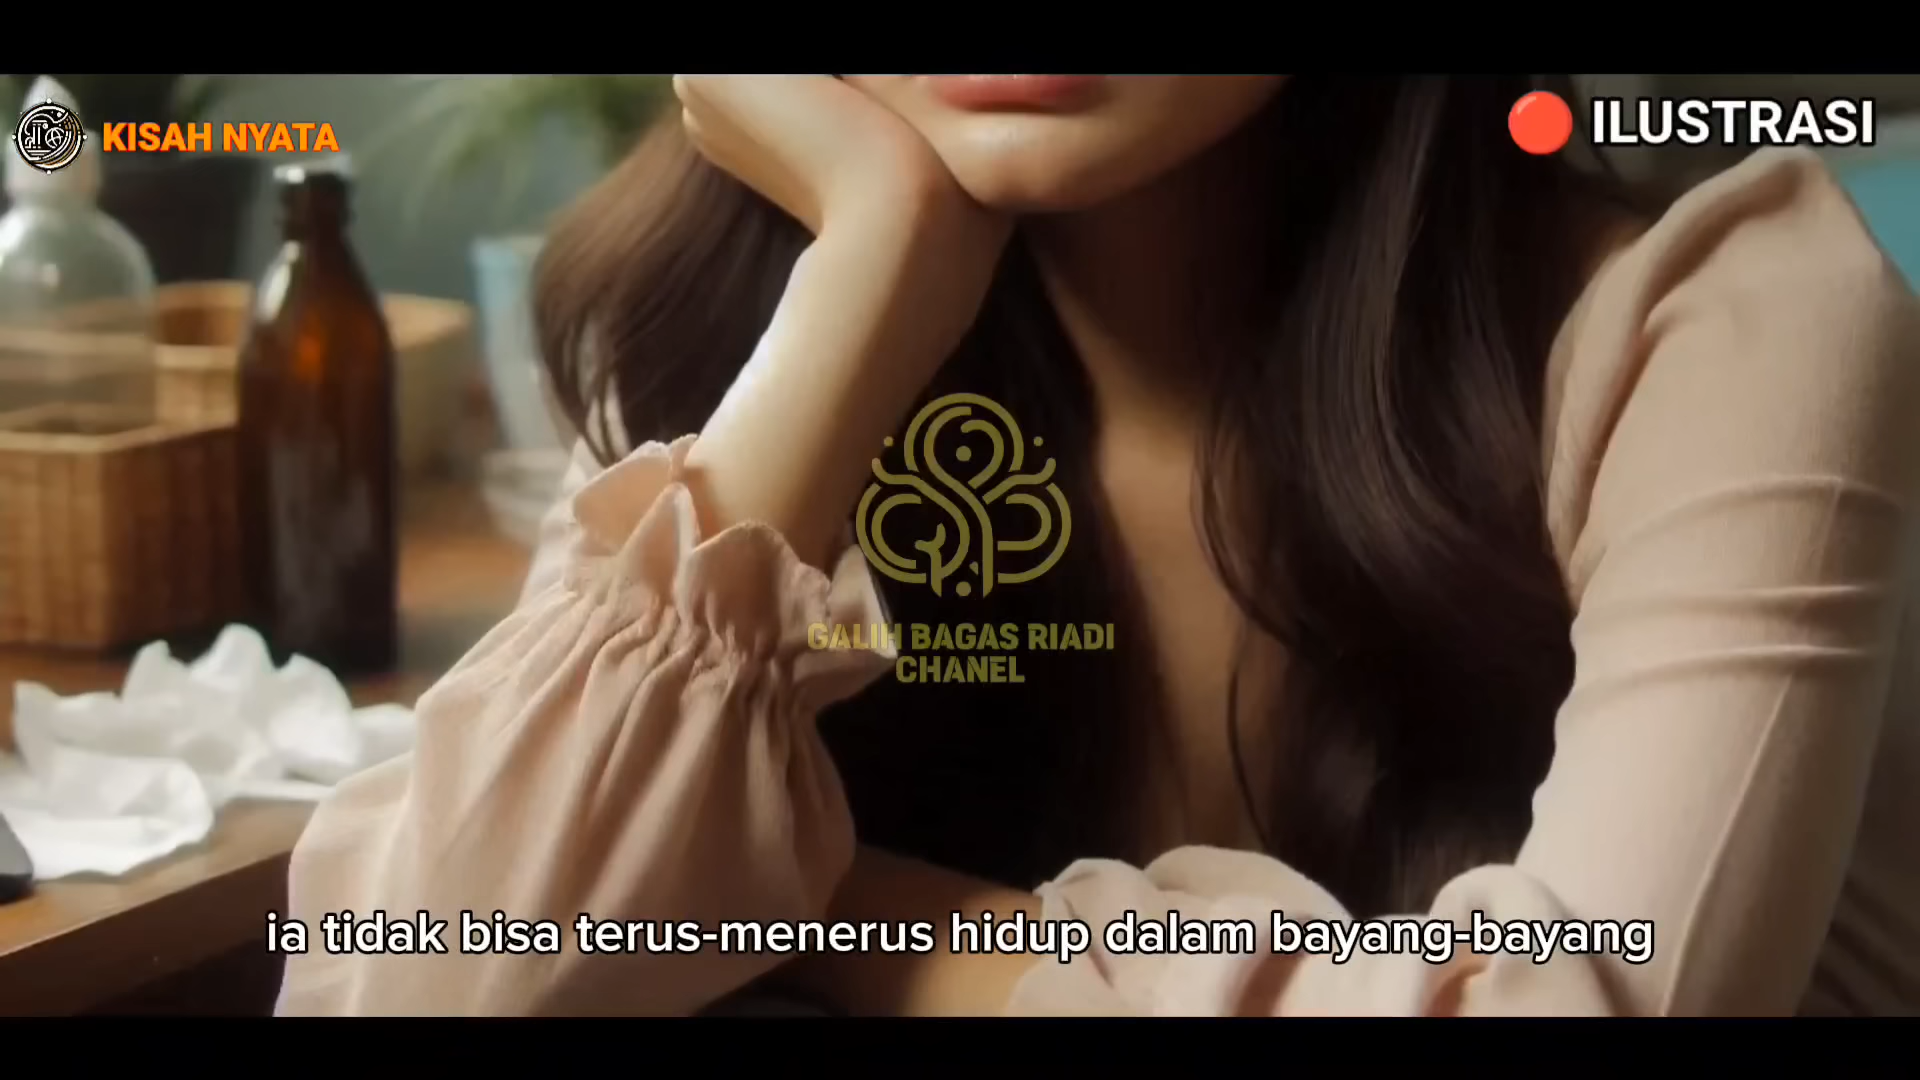 KISAH NYATA
ILUSTRASI
GALIH BAGAS RIADI
CHANEL
ia tidak bisa terus-menerus hidup dalam bayang-bayang